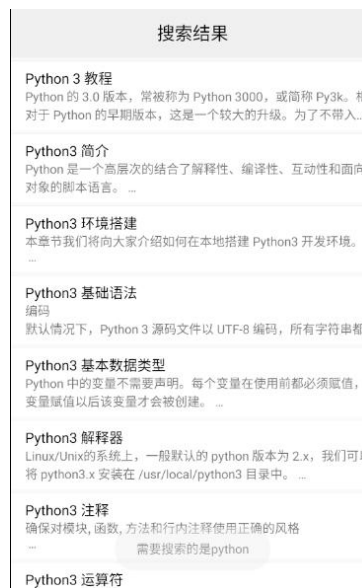 搜索结果
Python 3 教程
Python 的 3.0 版本，常被称为 Python 3000，或简称 Py3k。相
对于 Python 的早期版本，这是一个较大的升级。为了不带入...
Python3 简介
Python 是一个高层次的结合了解释性、编译性、互动性和面向
对象的脚本语言。 ...
Python3 环境搭建
本章节我们将向大家介绍如何在本地搭建 Python3 开发环境。
...
Python3 基础语法
编码
默认情况下，Python 3 源码文件以 UTF-8 编码，所有字符串都
Python3 基本数据类型
Python 中的变量不需要声明。每个变量在使用前都必须赋值，
变量赋值以后该变量才会被创建。 ...
Python3 解释器
Linux/Unix的系统上，一般默认的 python 版本为 2.x，我们可以
将 python3.x 安装在 /usr/local/python3 目录中。 ...
Python3 注释
确保对模块, 函数, 方法和行内注释使用正确的风格
...
需要搜索的是python
Python3 运算符